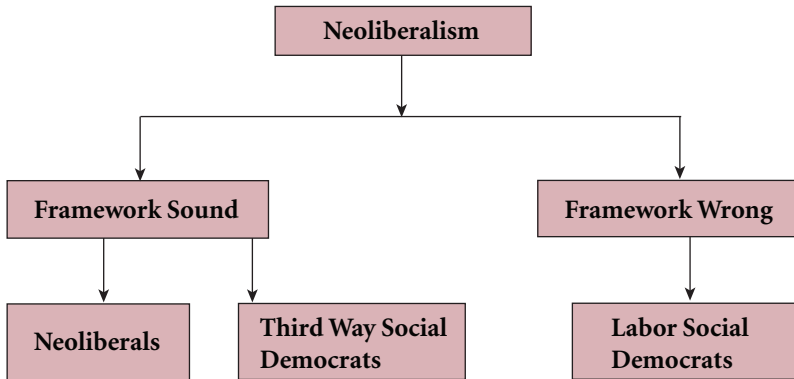 Neoliberalism
Framework Sound
Framework Wrong
Neoliberals
Third Way Social
Democrats
Labor Social
Democrats